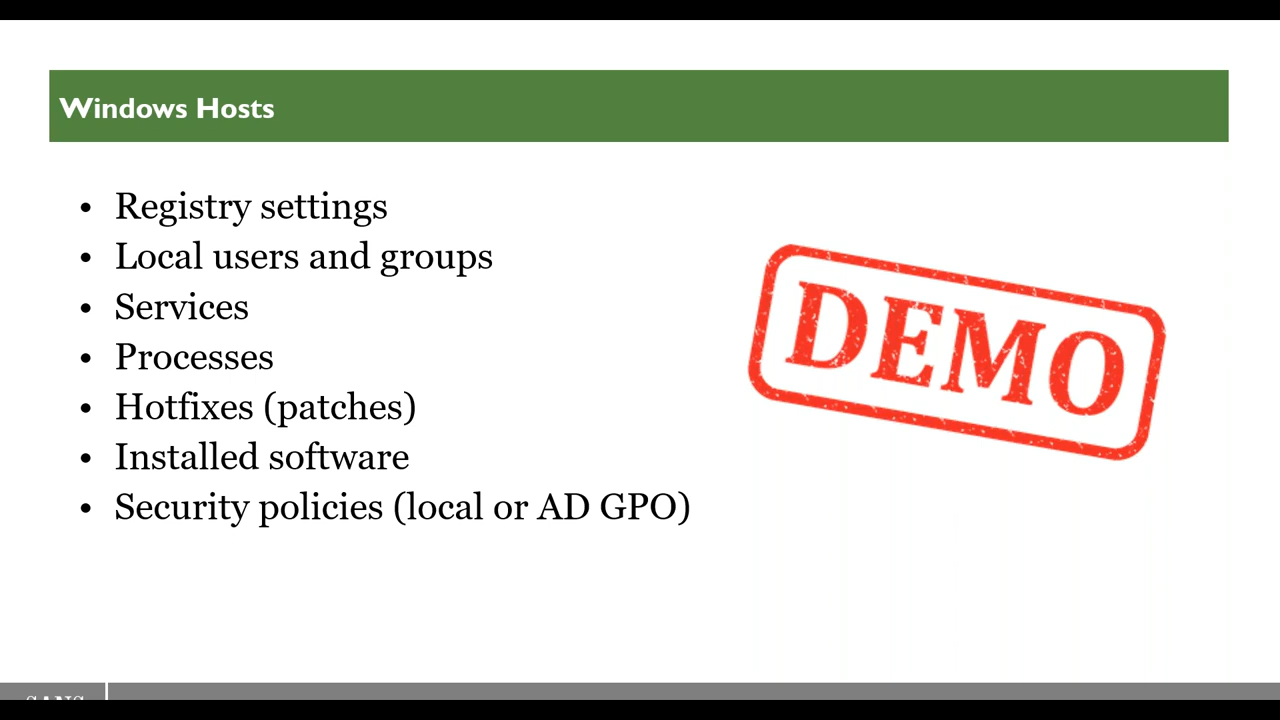 Windows Hosts
• Registry settings
• Local users and groups
• Services
• Processes
• Hotfixes (patches)
• Installed software
• Security policies (local or AD GPO)
DEMO
SANS